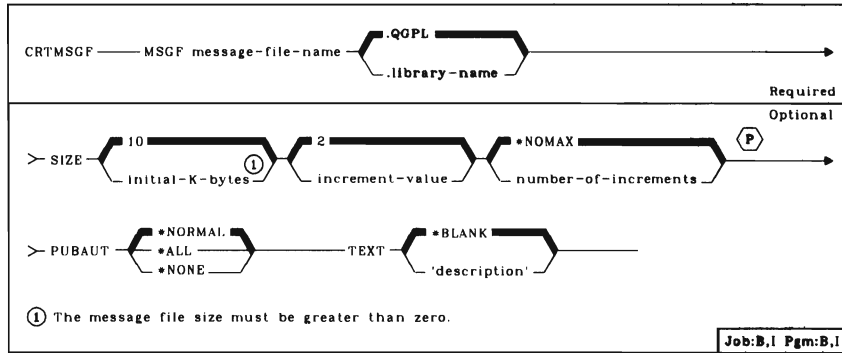 .QGPL
CRTMSGF MSGF message-file-name
.library-name
Required
Optional
10 2 *NOMAX P
SIZE
initial-K-bytes 1 increment-value number-of-increments
*NORMAL *BLANK
PUBAUT *ALL TEXT
*NONE 'description'
1 The message file size must be greater than zero.
Job:B,I Pgm:B,I